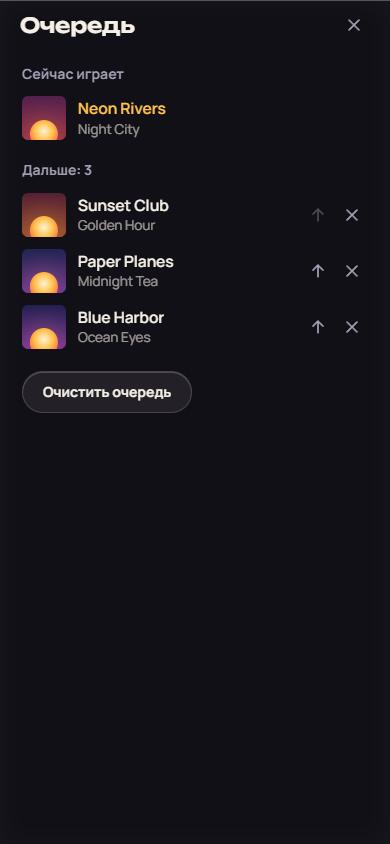 Очередь
Сейчас играет
Neon Rivers
Night City
Дальше: 3
Sunset Club
Golden Hour
Paper Planes
Midnight Tea
Blue Harbor
Ocean Eyes
Очистить очередь